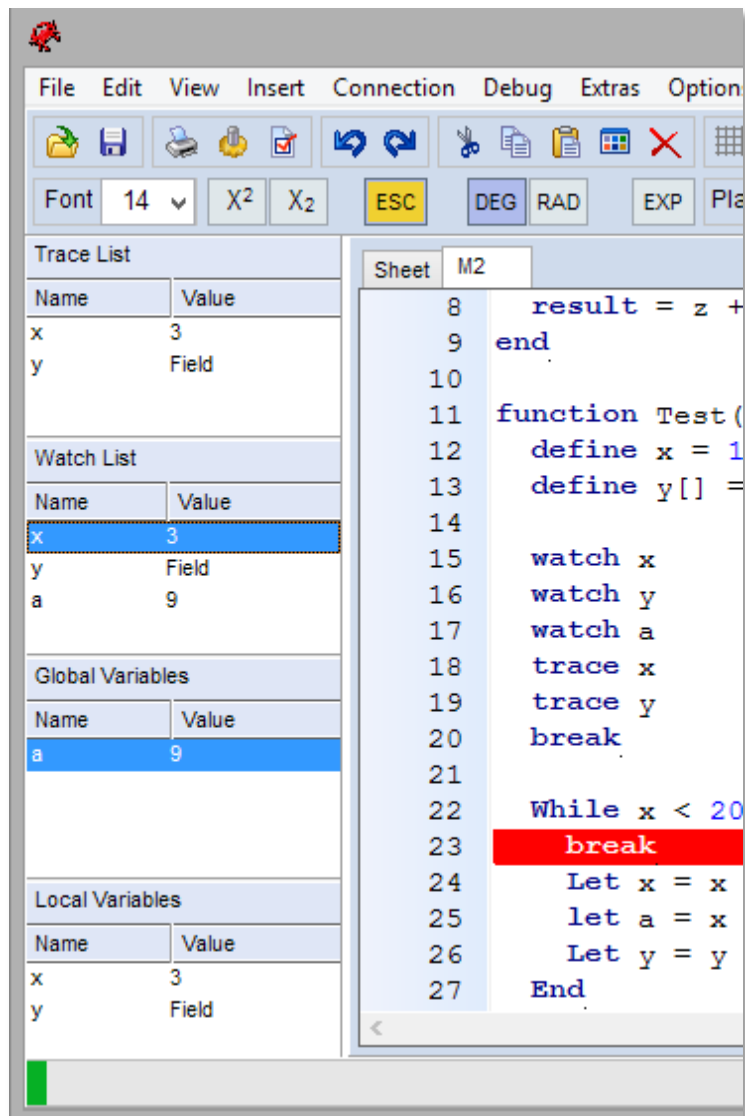 File Edit View Insert Connection Debug Extras Option
Font 14 X2 X2 ESC DEG RAD EXP Pla
Trace List
Name Value
x 3
y Field
Watch List
Name Value
x 3
y Field
a 9
Global Variables
Name Value
a 9
Local Variables
Name Value
x 3
y Field
Sheet M2
8 result = z +
9 end
10
11 function Test(
12 define x = 1
13 define y[] =
14
15 watch x
16 watch y
17 watch a
18 trace x
19 trace y
20 break
21
22 While x < 20
23 break
24 Let x = x
25 let a = x
26 Let y = y
27 End